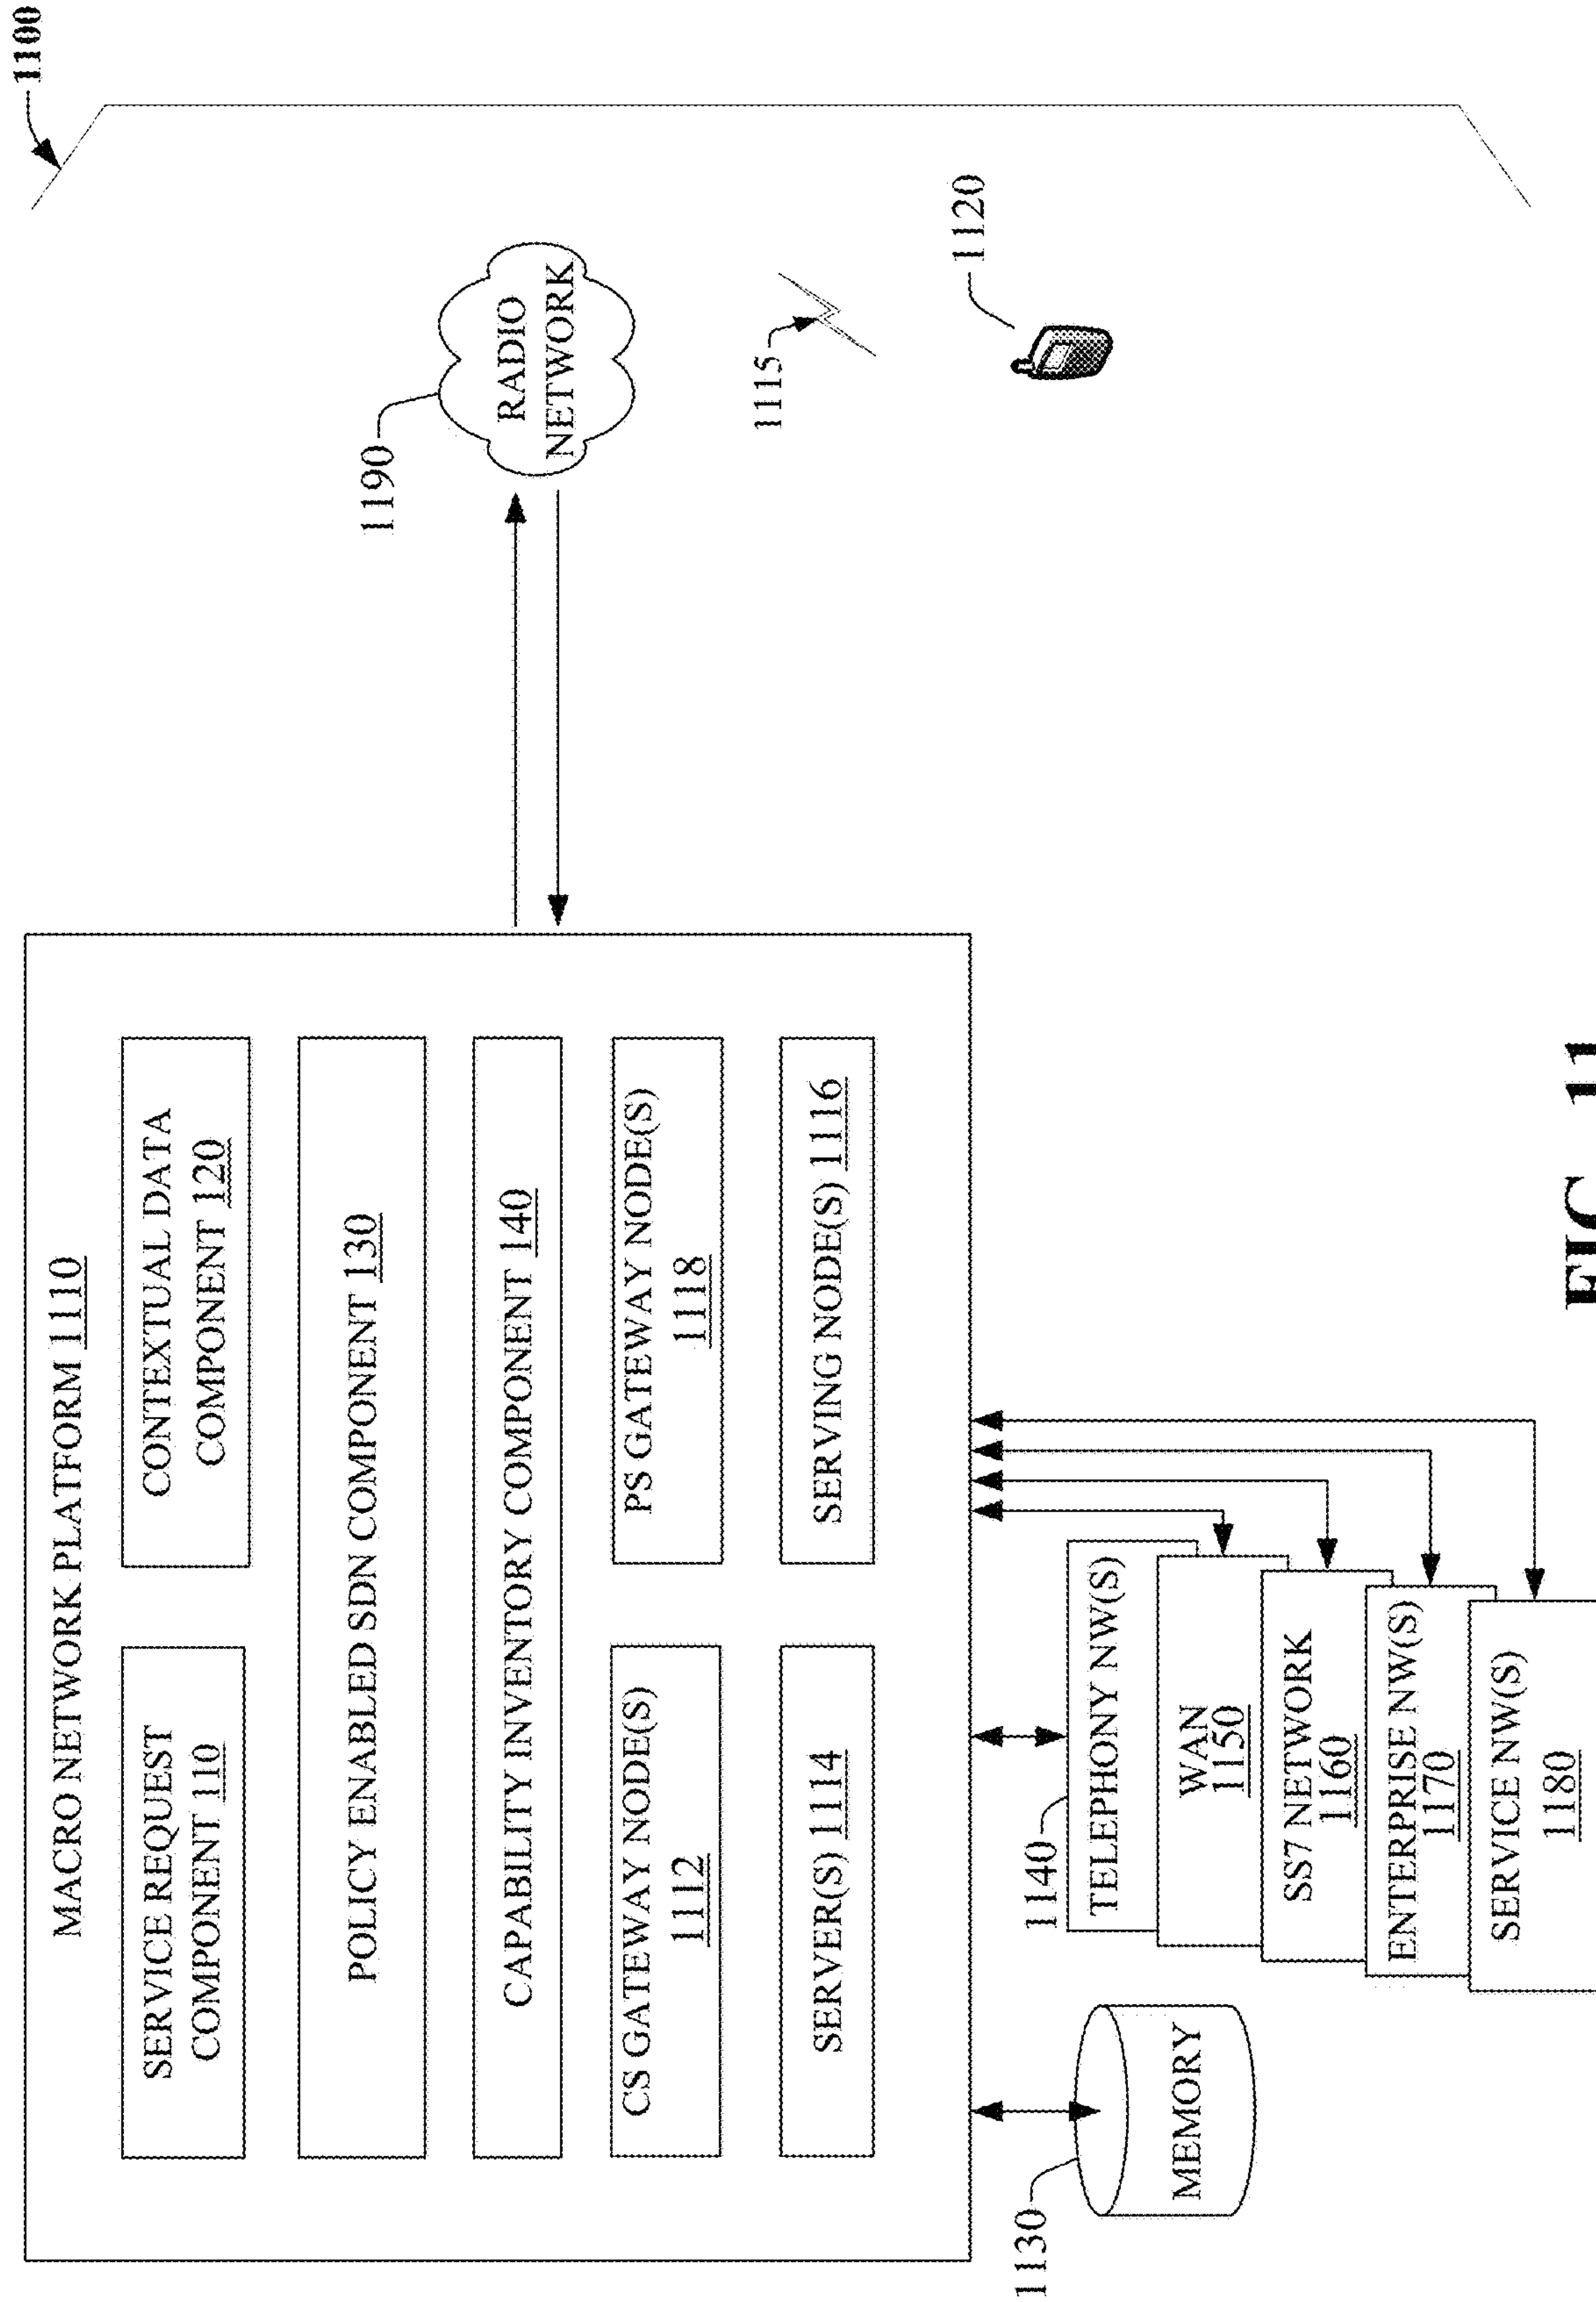 1100
MACRO NETWORK PLATFORM 1110
SERVICE REQUEST
COMPONENT 110
CONTEXTUAL DATA
COMPONENT 120
POLICY ENABLED SDN COMPONENT 130
CAPABILITY INVENTORY COMPONENT 140
CS GATEWAY NODE(S)
1112
PS GATEWAY NODE(S)
1118
SERVER(S) 1114
SERVING NODE(S) 1116
1190
RADIO
NETWORK
1115
1120
1130
MEMORY
1140
TELEPHONY NW(S)
WAN
1150
SS7 NETWORK
1160
ENTERPRISE NW(S)
1170
SERVICE NW(S)
1180
FIG. 11